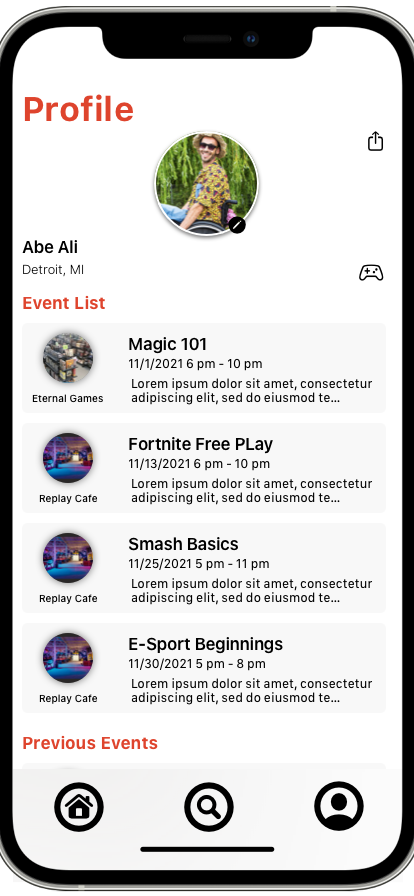 Profile
Abe Ali
Detroit, MI
Event List
Magic 101
11/1/2021 6 pm - 10 pm
Lorem ipsum dolor sit amet, consectetur
adipiscing elit, sed do eiusmod te...
Eternal Games
Fortnite Free PLay
11/13/2021 6 pm - 10 pm
Lorem ipsum dolor sit amet, consectetur
adipiscing elit, sed do eiusmod te...
Replay Cafe
Smash Basics
11/25/2021 5 pm - 11 pm
Lorem ipsum dolor sit amet, consectetur
adipiscing elit, sed do eiusmod te...
Replay Cafe
E-Sport Beginnings
11/30/2021 5 pm - 8 pm
Lorem ipsum dolor sit amet, consectetur
adipiscing elit, sed do eiusmod te...
Replay Cafe
Previous Events